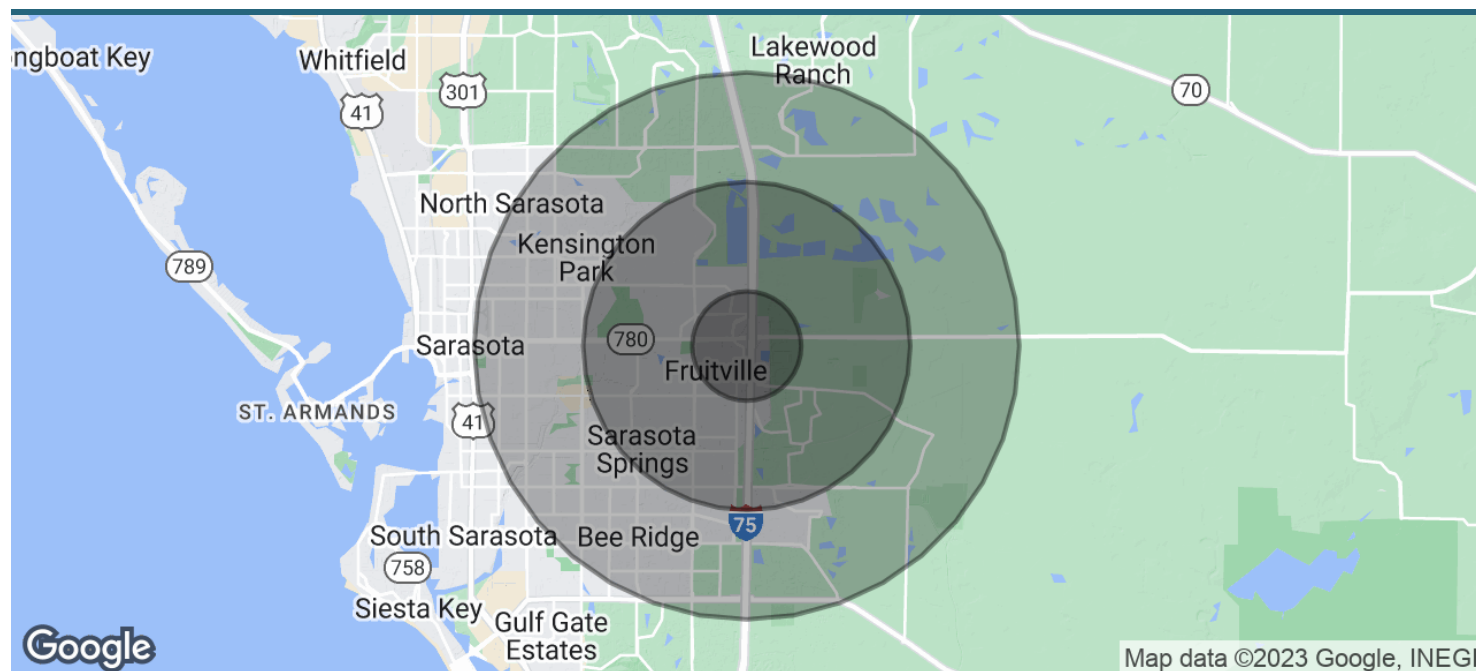 ongboat Key
Whitfield
Lakewood
Ranch
301
41
70
North Sarasota
Kensington
Park
789
780
Sarasota
Fruitville
ST. ARMANDS
41
Sarasota
Springs
75
South Sarasota
Bee Ridge
758
Siesta Key
Gulf Gate
Estates
Google
Map data ©2023 Google, INEGI